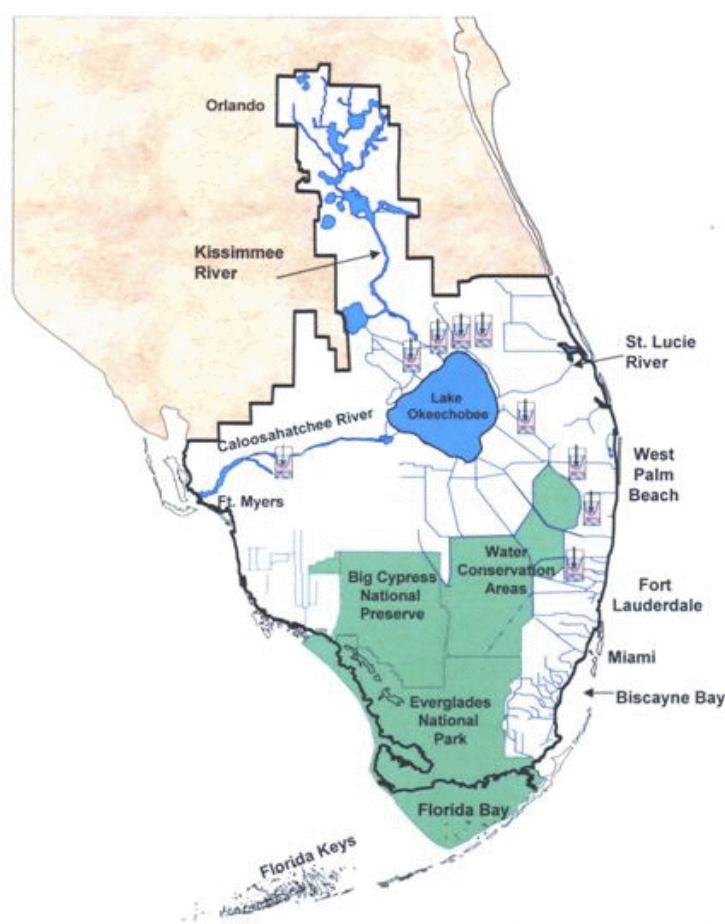 Orlando
Kissimmee
River
St. Lucie
River
Lake
Okeechobee
Caloosahatchee River
West
Palm
Beach
Ft. Myers
Water
Conservation
Areas
Big Cypress
National
Preserve
Fort
Lauderdale
Miami
Biscayne Bay
Everglades
National
Park
Florida Bay
Florida Keys